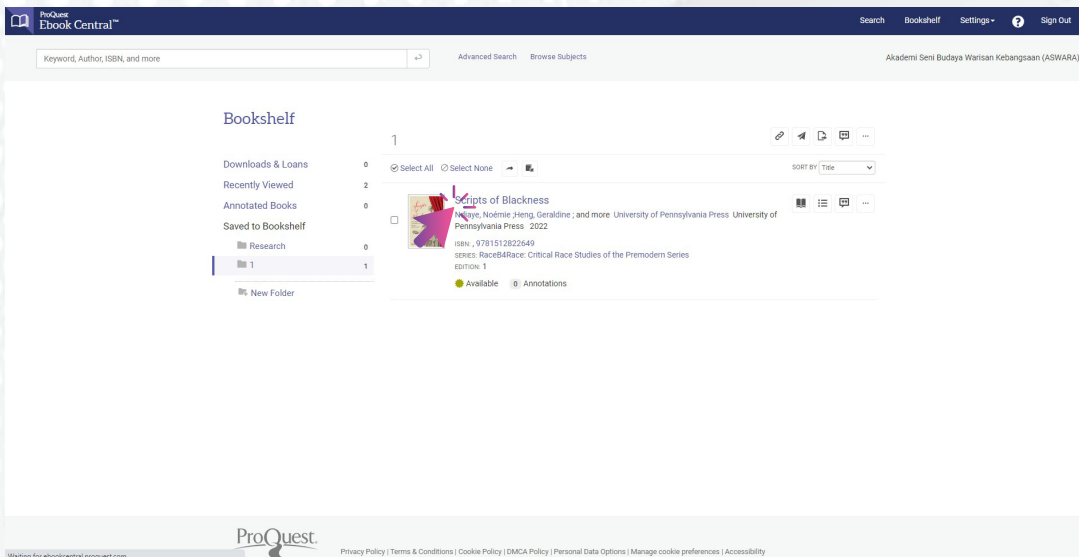 ProQuest
Ebook Central™
Search Bookshelf Settings ? Sign Out
Keyword, Author, ISBN, and more
Advanced Search Browse Subjects
Akademi Seni Budaya Warisan Kebangsaan (ASWARA)
Bookshelf
1
Downloads & Loans 0
Select All Select None
SORT BY Title
Recently Viewed 2
Annotated Books 0
Saved to Bookshelf
Research 0
1 1
New Folder
Scripts of Blackness
Ndiaye, Noémie ;Heng, Geraldine ; and more University of Pennsylvania Press University of
Pennsylvania Press 2022
ISBN: , 9781512822649
SERIES: RaceB4Race: Critical Race Studies of the Premodern Series
EDITION: 1
Available 0 Annotations
ProQuest.
Privacy Policy | Terms & Conditions | Cookie Policy | DMCA Policy | Personal Data Options | Manage cookie preferences | Accessibility
Waiting for ebookcentral.proquest.com